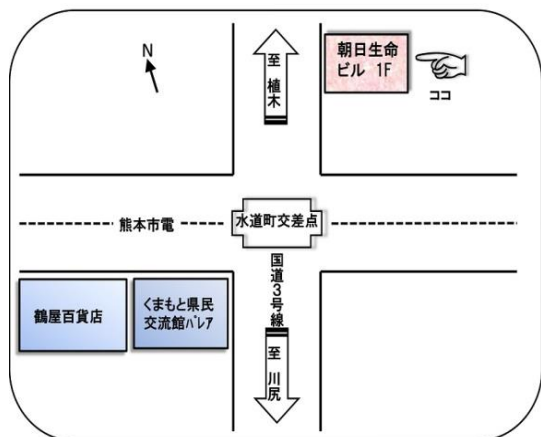 N
至 植木
朝日生命
ビル 1F
ココ
熊本市電
水道町交差点
国道3号線
鶴屋百貨店
くまもと県民
交流館パレア
至 川尻